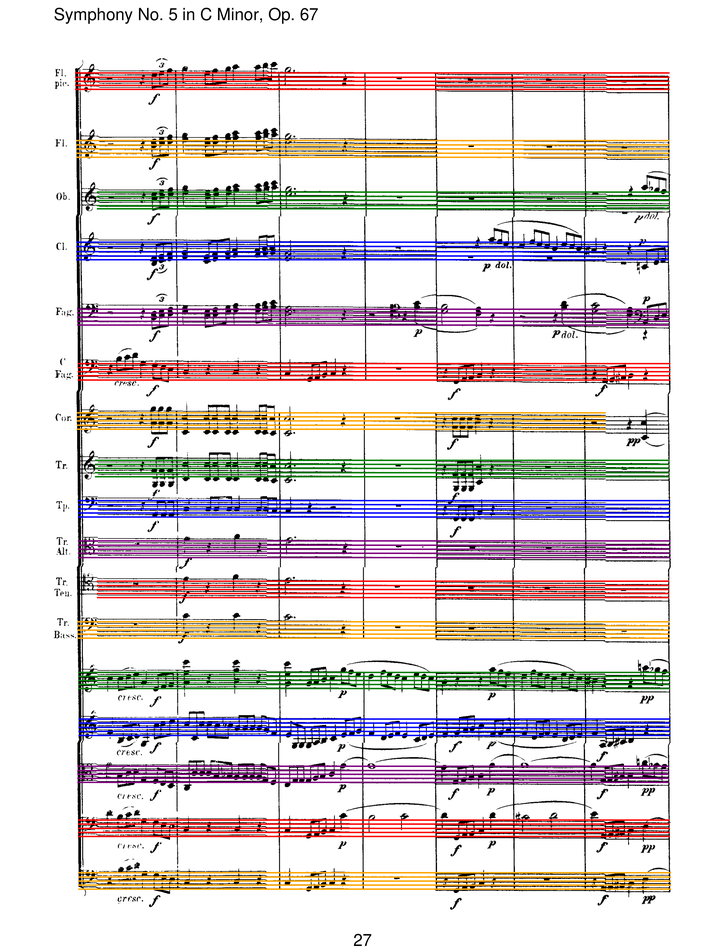 Symphony No. 5 in C Minor, Op. 67
Fl.
pic.
3
f
Fl.
3
f
Ob.
3
f
p dol.
Cl.
f 3
p dol.
p
Fag.
3
f
p
p dol.
p
C
Fag.
cresc. f
f
f
Cor.
f
f
pp
Tr.
f
f
Tp.
f
f
Tr.
Alt.
f
Tr.
Ten.
f
Tr.
Bass.
f
cresc. f
p
p
pp
cresc. f
p
f
p
f
cresc. f
p
f
p
f
pp
cresc. f
p
f
p
f
pp
cresc. f
f
f
pp
27